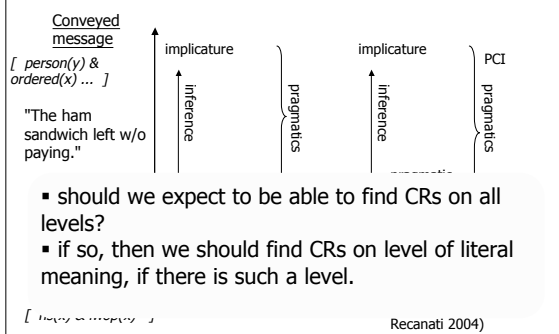 Conveyed
message
[ person(y) &
ordered(x) ... ]
"The ham
sandwich left w/o
paying."
implicature
inference
pragmatics
implicature
inference
PCI
pragmatics
▪ should we expect to be able to find CRs on all
levels?
▪ if so, then we should find CRs on level of literal
meaning, if there is such a level.
Recanati 2004)